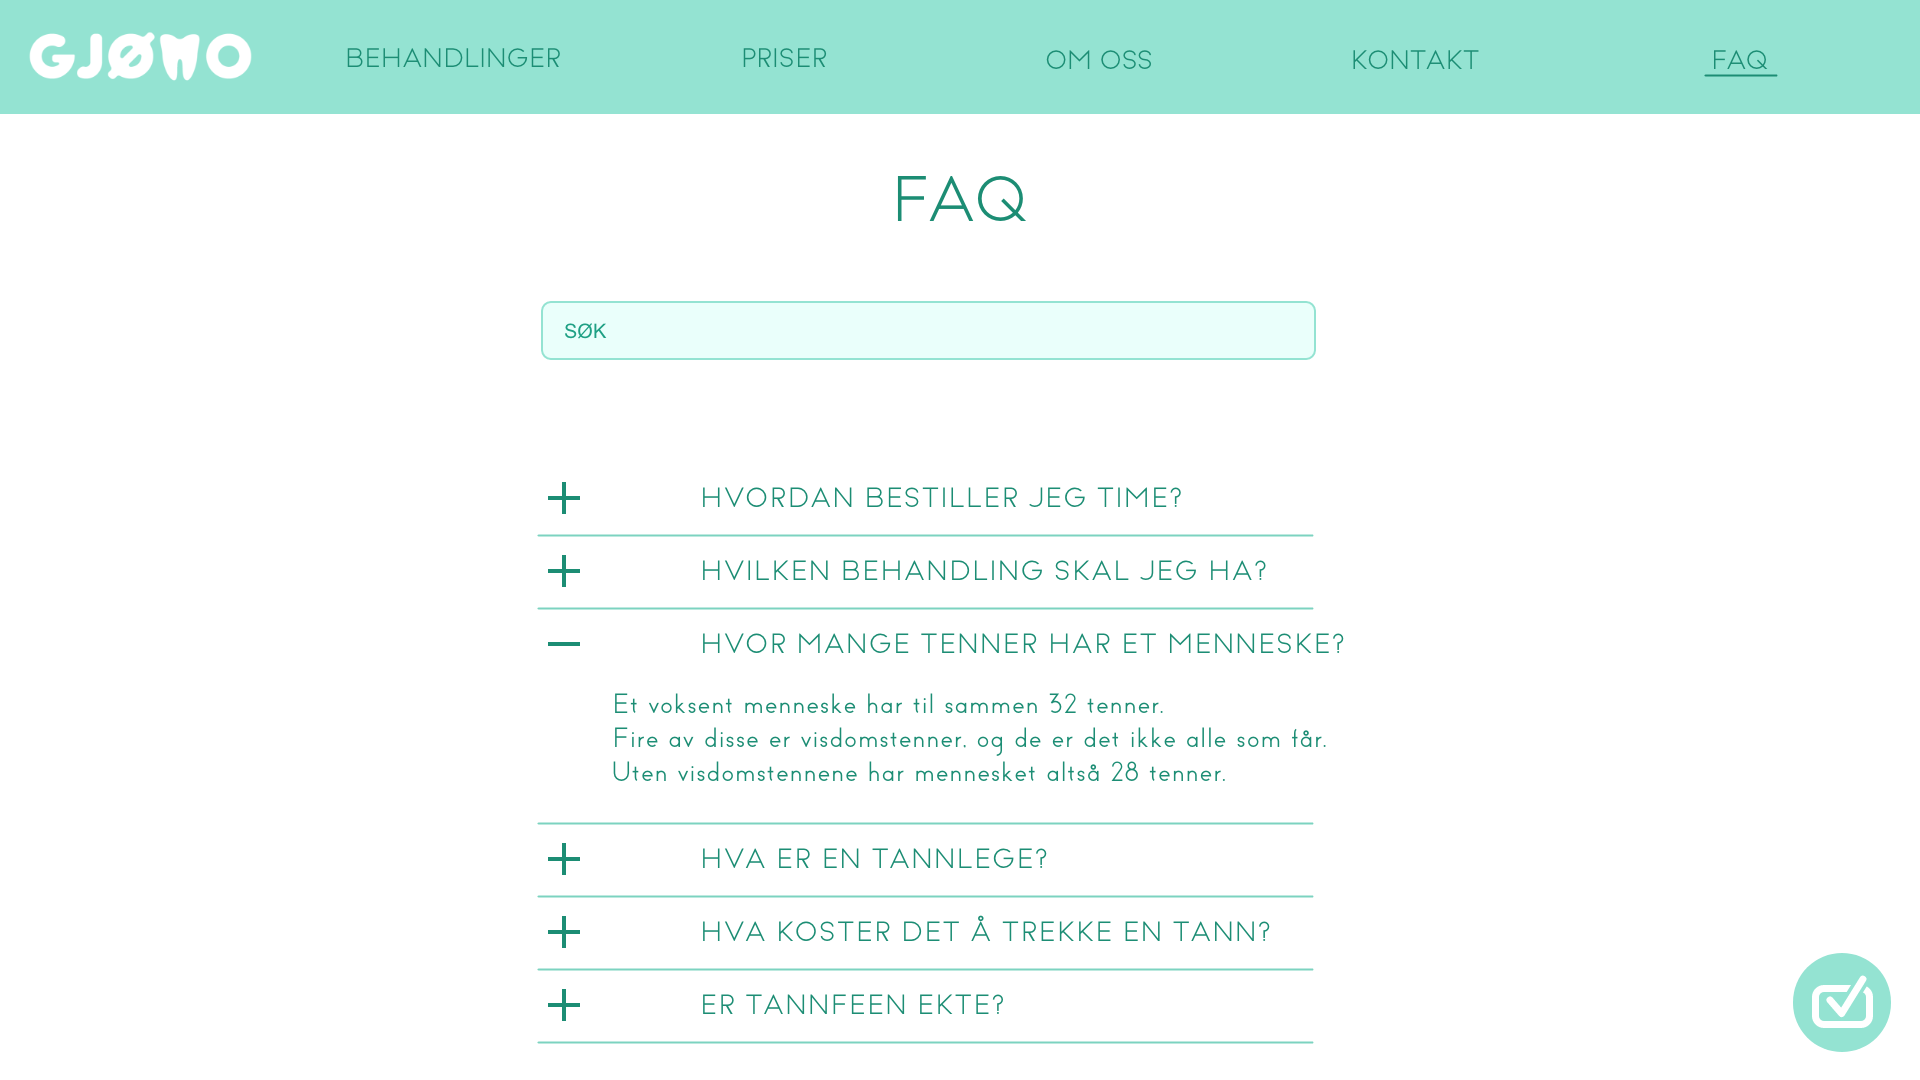 GJØNO
BEHANDLINGER
PRISER
OM OSS
KONTAKT
FAQ
FAQ
SØK
HVORDAN BESTILLER JEG TIME?
HVILKEN BEHANDLING SKAL JEG HA?
HVOR MANGE TENNER HAR ET MENNESKE?
Et voksent menneske har til sammen 32 tenner.
Fire av disse er visdomstenner. og de er det ikke alle som får.
Uten visdomstennene har mennesket altså 28 tenner.
HVA ER EN TANNLEGE?
HVA KOSTER DET Å TREKKE EN TANN?
ER TANNFEEN EKTE?